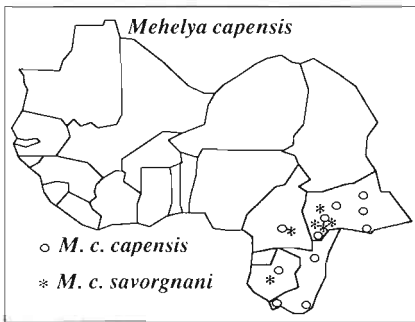 Mehelya capensis
○ M. c. capensis
* M. c. savorgnani